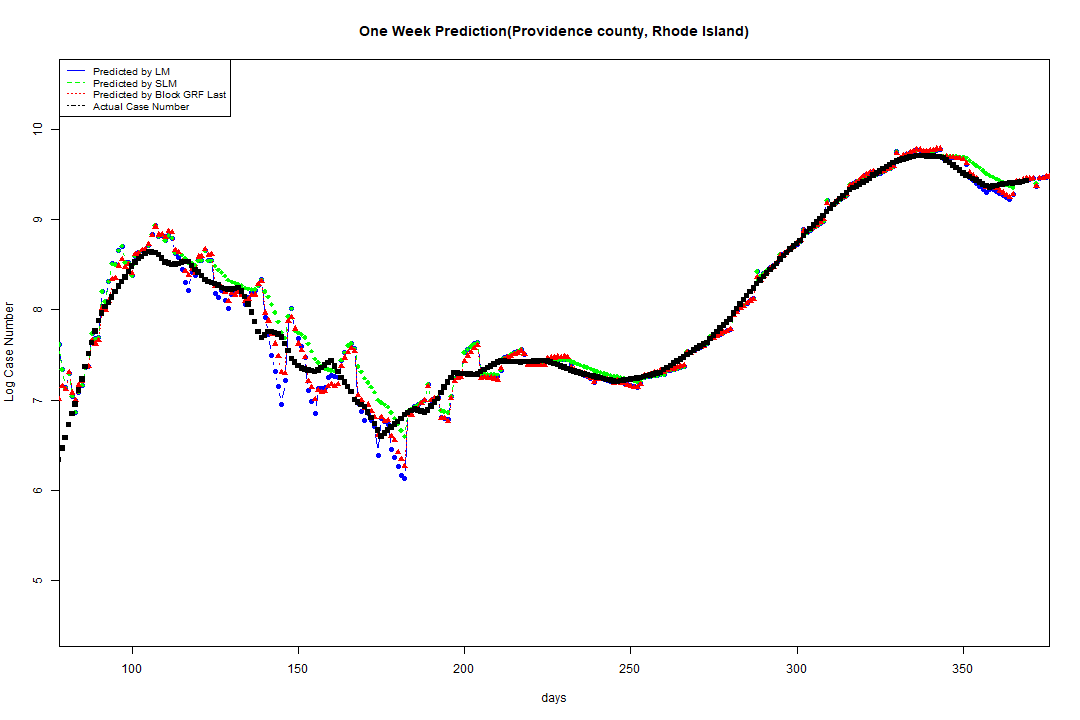 One Week Prediction(Providence county, Rhode Island)
Predicted by LM
Predicted by SLM
Predicted by Block GRF Last
Actual Case Number
10
9
8
7
6
5
Log Case Number
100 150 200 250 300 350
days